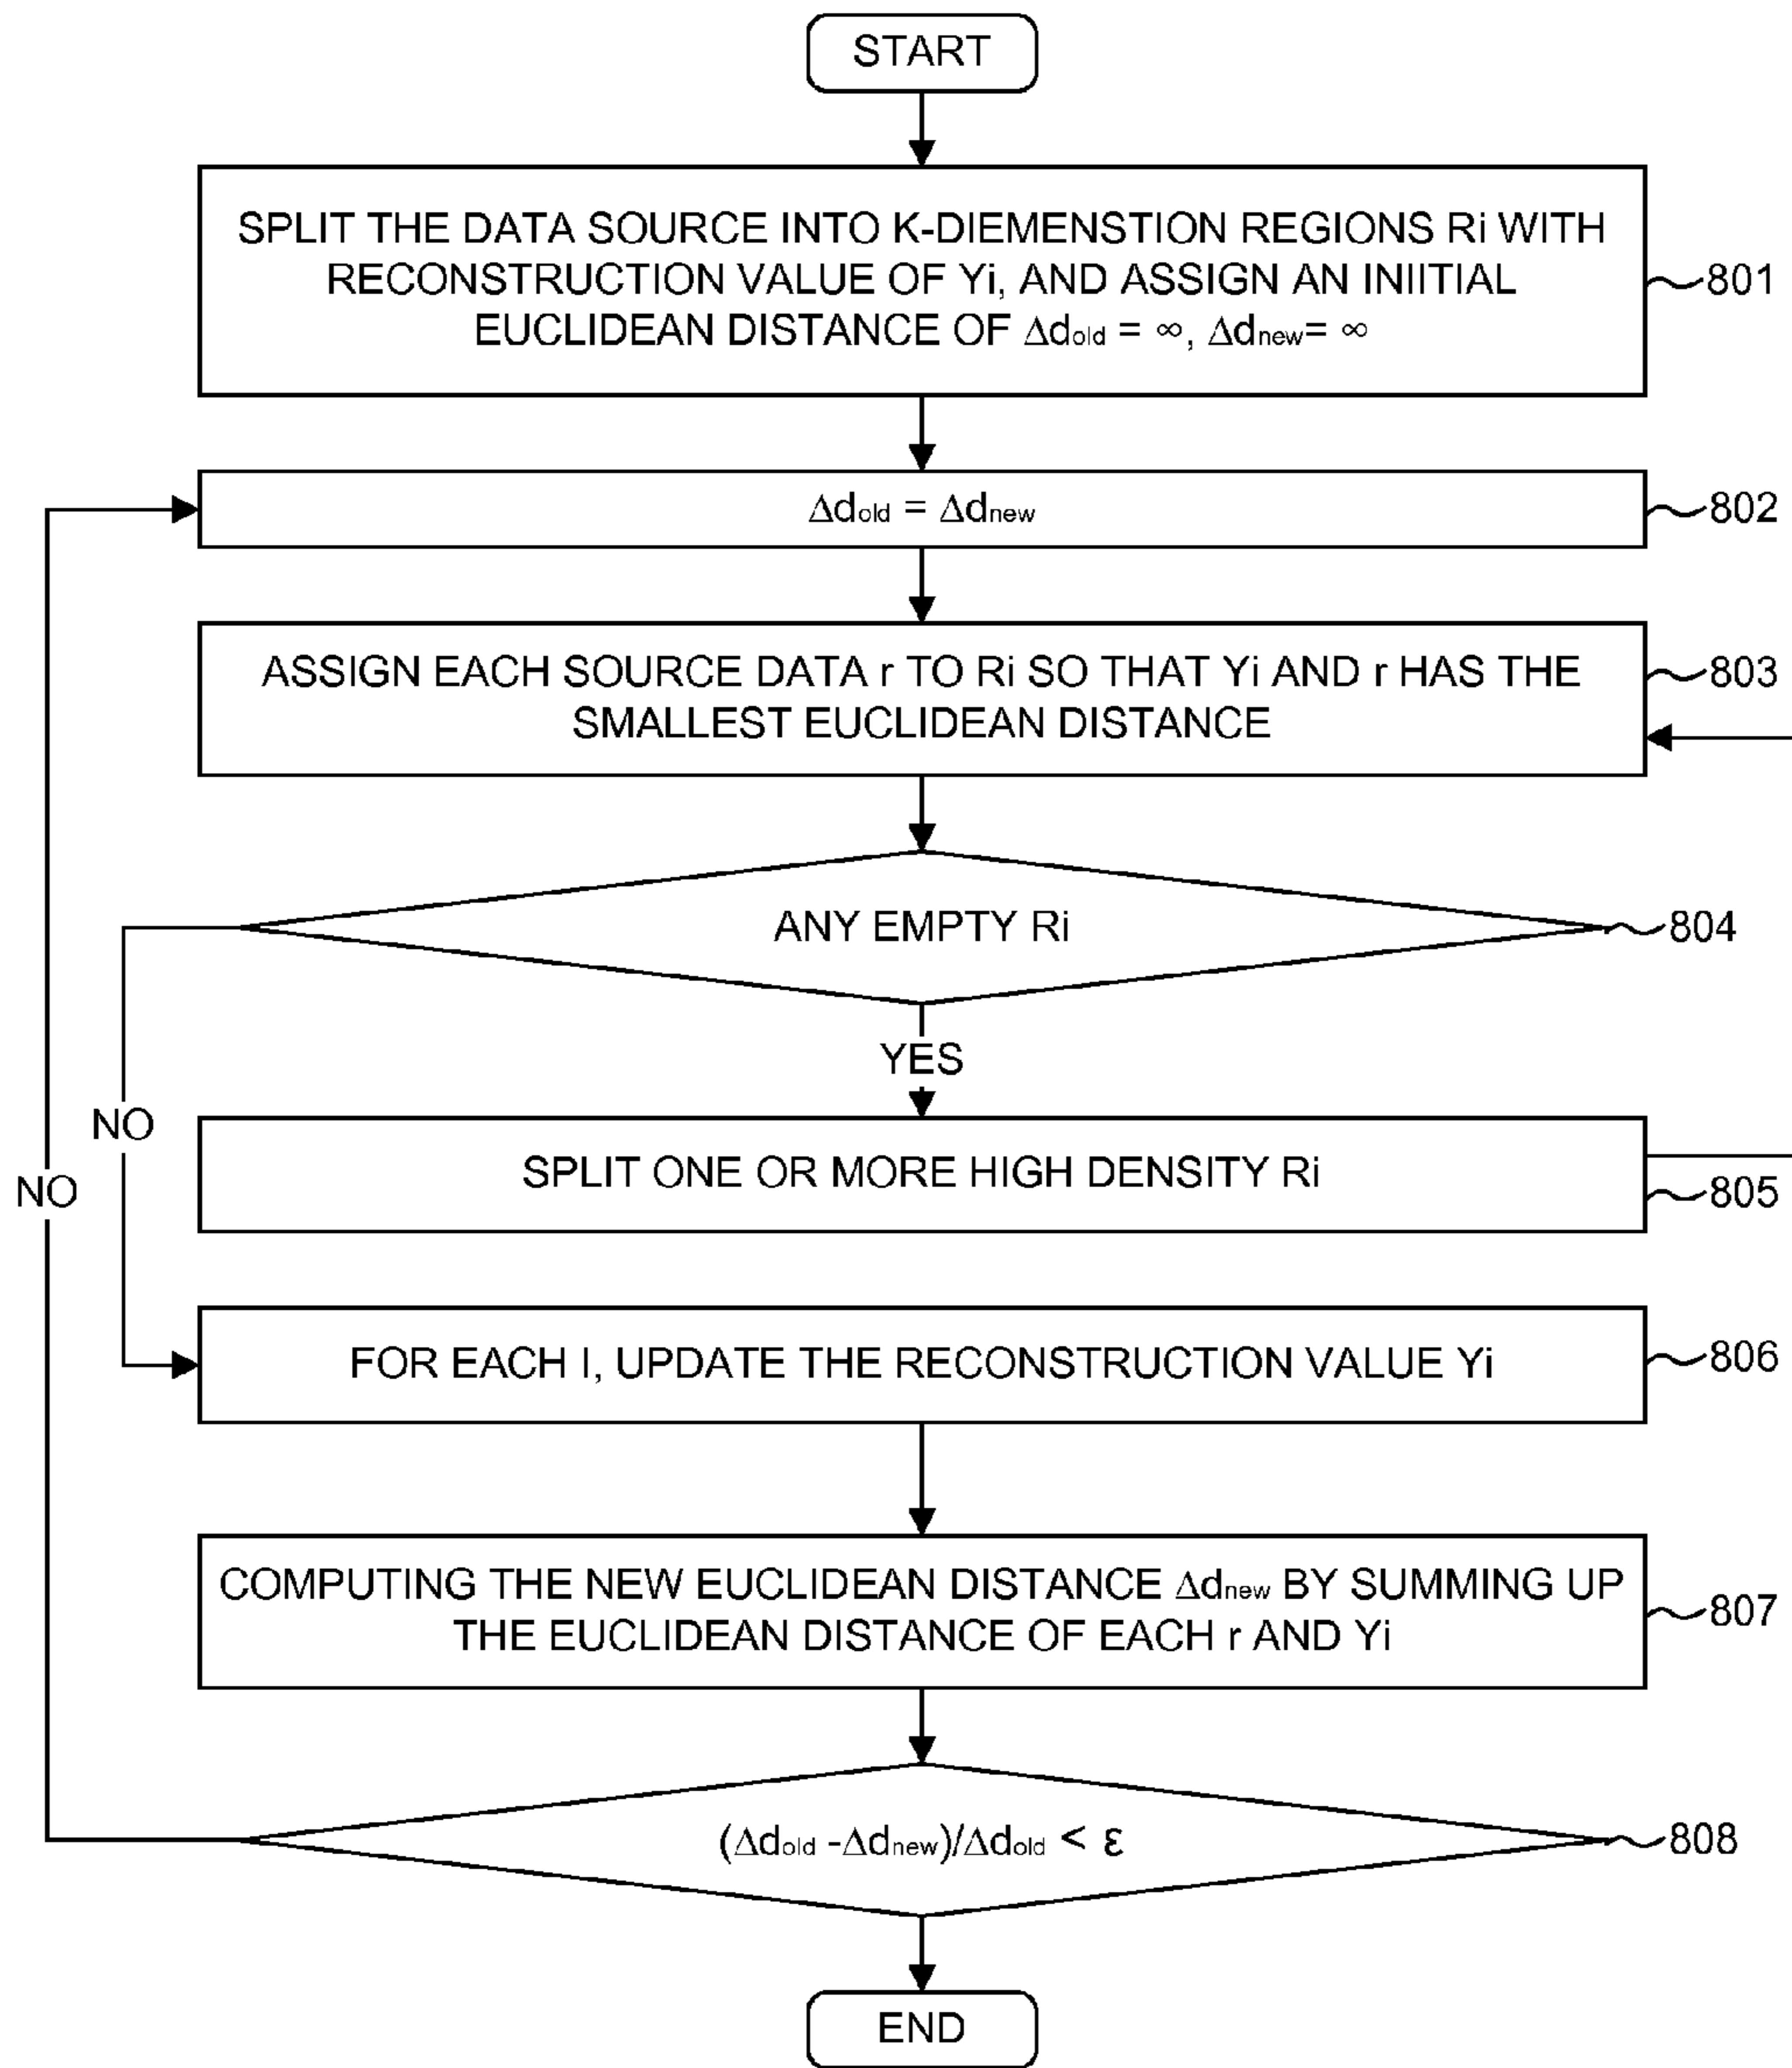 START
SPLIT THE DATA SOURCE INTO K-DIEMENSTION REGIONS Ri WITH
RECONSTRUCTION VALUE OF Yi, AND ASSIGN AN INIITIAL
EUCLIDEAN DISTANCE OF Δdold = ∞, Δdnew= ∞
801
Δdold = Δdnew
802
ASSIGN EACH SOURCE DATA r TO Ri SO THAT Yi AND r HAS THE
SMALLEST EUCLIDEAN DISTANCE
803
ANY EMPTY Ri
804
YES
NO
NO
SPLIT ONE OR MORE HIGH DENSITY Ri
805
FOR EACH I, UPDATE THE RECONSTRUCTION VALUE Yi
806
COMPUTING THE NEW EUCLIDEAN DISTANCE Δdnew BY SUMMING UP
THE EUCLIDEAN DISTANCE OF EACH r AND Yi
807
(Δdold -Δdnew)/Δdold < ε
808
END